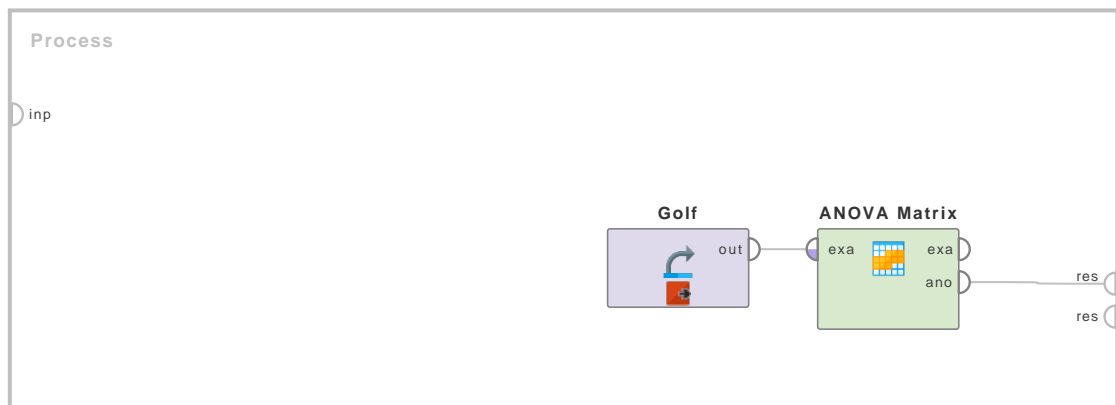 Process
inp
Golf
ANOVA Matrix
out
exa
exa
ano
res
res